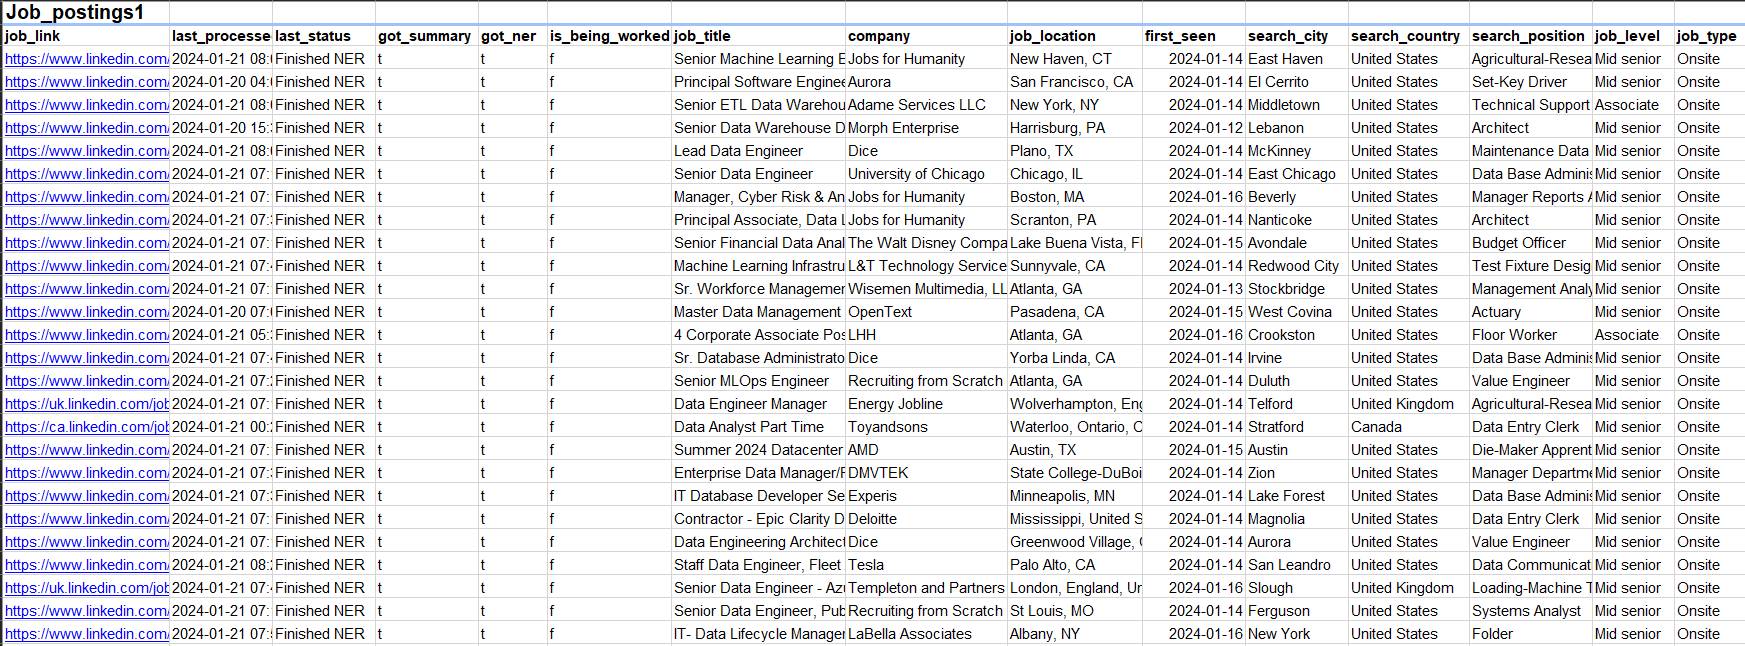 Job_postings1
job_link last_processe last_status got_summary got_ner is_being_worked job_title company job_location first_seen search_city search_country search_position job_level job_type
https://www.linkedin.com/ 2024-01-21 08:0 Finished NER t t f Senior Machine Learning E Jobs for Humanity New Haven, CT 2024-01-14 East Haven United States Agricultural-Resea Mid senior Onsite
https://www.linkedin.com/ 2024-01-20 04:0 Finished NER t t f Principal Software Enginee Aurora San Francisco, CA 2024-01-14 El Cerrito United States Set-Key Driver Mid senior Onsite
https://www.linkedin.com/ 2024-01-21 08:0 Finished NER t t f Senior ETL Data Warehou Adame Services LLC New York, NY 2024-01-14 Middletown United States Technical Support Associate Onsite
https://www.linkedin.com/ 2024-01-20 15: Finished NER t t f Senior Data Warehouse D Morph Enterprise Harrisburg, PA 2024-01-12 Lebanon United States Architect Mid senior Onsite
https://www.linkedin.com/ 2024-01-21 08:0 Finished NER t t f Lead Data Engineer Dice Plano, TX 2024-01-14 McKinney United States Maintenance Data Mid senior Onsite
https://www.linkedin.com/ 2024-01-21 07: Finished NER t t f Senior Data Engineer University of Chicago Chicago, IL 2024-01-14 East Chicago United States Data Base Adminis Mid senior Onsite
https://www.linkedin.com/ 2024-01-21 07: Finished NER t t f Manager, Cyber Risk & An Jobs for Humanity Boston, MA 2024-01-16 Beverly United States Manager Reports A Mid senior Onsite
https://www.linkedin.com/ 2024-01-21 07: Finished NER t t f Principal Associate, Data L Jobs for Humanity Scranton, PA 2024-01-14 Nanticoke United States Architect Mid senior Onsite
https://www.linkedin.com/ 2024-01-21 07: Finished NER t t f Senior Financial Data Anal The Walt Disney Compa Lake Buena Vista, Fl 2024-01-15 Avondale United States Budget Officer Mid senior Onsite
https://www.linkedin.com/ 2024-01-21 07: Finished NER t t f Machine Learning Infrastru L&T Technology Service Sunnyvale, CA 2024-01-14 Redwood City United States Test Fixture Desig Mid senior Onsite
https://www.linkedin.com/ 2024-01-21 07: Finished NER t t f Sr. Workforce Managemer Wisemen Multimedia, LL Atlanta, GA 2024-01-13 Stockbridge United States Management Analy Mid senior Onsite
https://www.linkedin.com/ 2024-01-20 07:0 Finished NER t t f Master Data Management OpenText Pasadena, CA 2024-01-15 West Covina United States Actuary Mid senior Onsite
https://www.linkedin.com/ 2024-01-21 05: Finished NER t t f 4 Corporate Associate Pos LHH Atlanta, GA 2024-01-16 Crookston United States Floor Worker Associate Onsite
https://www.linkedin.com/ 2024-01-21 07: Finished NER t t f Sr. Database Administrato Dice Yorba Linda, CA 2024-01-14 Irvine United States Data Base Adminis Mid senior Onsite
https://www.linkedin.com/ 2024-01-21 07: Finished NER t t f Senior MLOps Engineer Recruiting from Scratch Atlanta, GA 2024-01-14 Duluth United States Value Engineer Mid senior Onsite
https://uk.linkedin.com/job 2024-01-21 07: Finished NER t t f Data Engineer Manager Energy Jobline Wolverhampton, Eng 2024-01-14 Telford United Kingdom Agricultural-Resea Mid senior Onsite
https://ca.linkedin.com/job 2024-01-21 00: Finished NER t t f Data Analyst Part Time Toyandsons Waterloo, Ontario, C 2024-01-14 Stratford Canada Data Entry Clerk Mid senior Onsite
https://www.linkedin.com/ 2024-01-21 07: Finished NER t t f Summer 2024 Datacenter AMD Austin, TX 2024-01-15 Austin United States Die-Maker Apprent Mid senior Onsite
https://www.linkedin.com/ 2024-01-21 07: Finished NER t t f Enterprise Data Manager/F DMVTEK State College-DuBoi 2024-01-14 Zion United States Manager Departme Mid senior Onsite
https://www.linkedin.com/ 2024-01-21 07: Finished NER t t f IT Database Developer Se Experis Minneapolis, MN 2024-01-14 Lake Forest United States Data Base Adminis Mid senior Onsite
https://www.linkedin.com/ 2024-01-21 07: Finished NER t t f Contractor - Epic Clarity D Deloitte Mississippi, United S 2024-01-14 Magnolia United States Data Entry Clerk Mid senior Onsite
https://www.linkedin.com/ 2024-01-21 07: Finished NER t t f Data Engineering Architect Dice Greenwood Village, 2024-01-14 Aurora United States Value Engineer Mid senior Onsite
https://www.linkedin.com/ 2024-01-21 08: Finished NER t t f Staff Data Engineer, Fleet Tesla Palo Alto, CA 2024-01-14 San Leandro United States Data Communicat Mid senior Onsite
https://uk.linkedin.com/job 2024-01-21 07: Finished NER t t f Senior Data Engineer - Azu Templeton and Partners London, England, Un 2024-01-16 Slough United Kingdom Loading-Machine T Mid senior Onsite
https://www.linkedin.com/ 2024-01-21 07: Finished NER t t f Senior Data Engineer, Pub Recruiting from Scratch St Louis, MO 2024-01-14 Ferguson United States Systems Analyst Mid senior Onsite
https://www.linkedin.com/ 2024-01-21 07: Finished NER t t f IT- Data Lifecycle Manager LaBella Associates Albany, NY 2024-01-16 New York United States Folder Mid senior Onsite